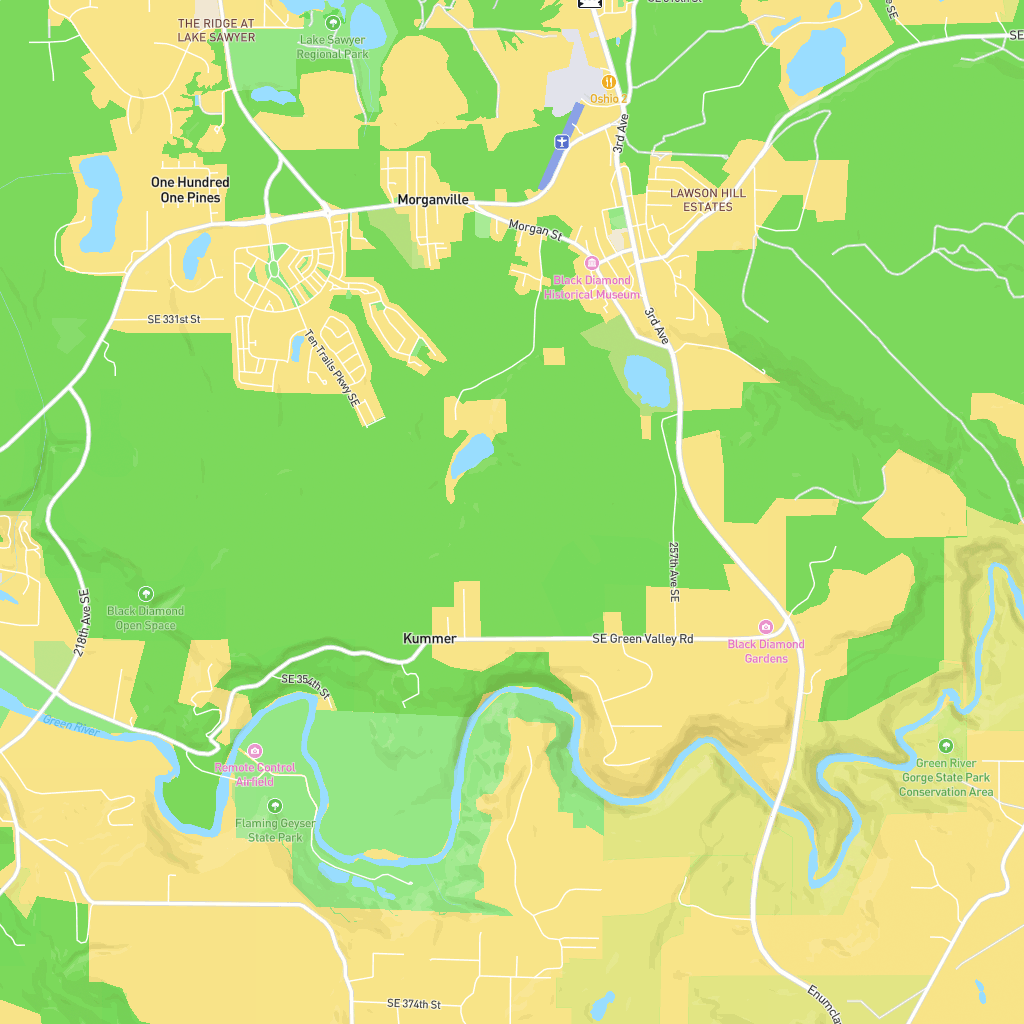 SE
THE RIDGE AT
LAKE SAWYER
Lake Sawyer
Regional Park
SE
Oshio 2
3rd Ave
One Hundred
One Pines
Morganville
LAWSON HILL
ESTATES
Morgan St
Black Diamond
Historical Museum
SE 331st St
Ten Trails Pkwy SE
3rd Ave
257th Ave SE
Black Diamond
Open Space
218th Ave SE
Kummer
SE Green Valley Rd
Black Diamond
Gardens
SE 354th St
Green River
Remote Control
Airfield
Green River
Gorge State Park
Conservation Area
Flaming Geyser
State Park
SE 374th St
Enumcla